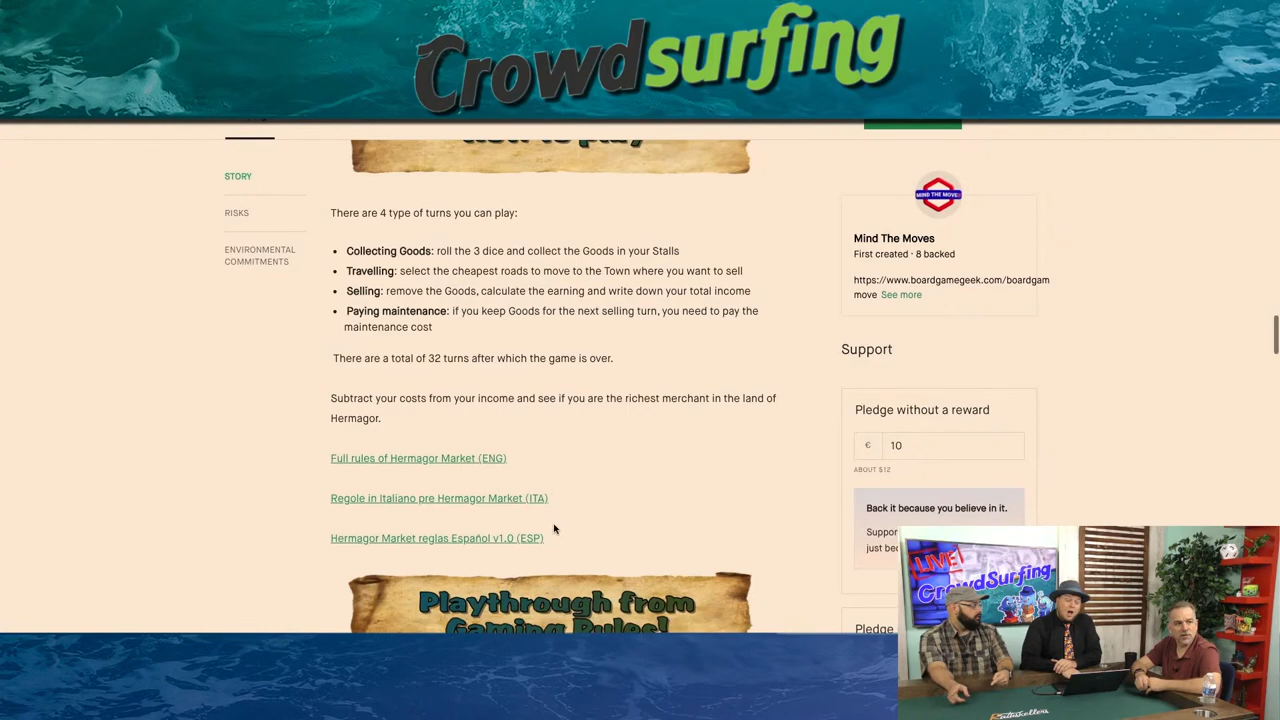 Crowdsurfing
STORY
RISKS
ENVIRONMENTAL
COMMITMENTS
There are 4 type of turns you can play:
Collecting Goods: roll the 3 dice and collect the Goods in your Stalls
Travelling: select the cheapest roads to move to the Town where you want to sell
Selling: remove the Goods, calculate the earning and write down your total income
Paying maintenance: if you keep Goods for the next selling turn, you need to pay the
maintenance cost
There are a total of 32 turns after which the game is over.
Subtract your costs from your income and see if you are the richest merchant in the land of
Hermagor.
Full rules of Hermagor Market (ENG)
Regole in Italiano pre Hermagor Market (ITA)
Hermagor Market reglas Español v1.0 (ESP)
Playthrough from
Gaming Rules!
MIND THE MOVE
Mind The Moves
First created · 8 backed
https://www.boardgamegeek.com/boardgam
move See more
Support
Pledge without a reward
€ 10
ABOUT $12
Back it because you believe in it.
Suppor
just bec
Pledge
LIVE
CrowdSurfing